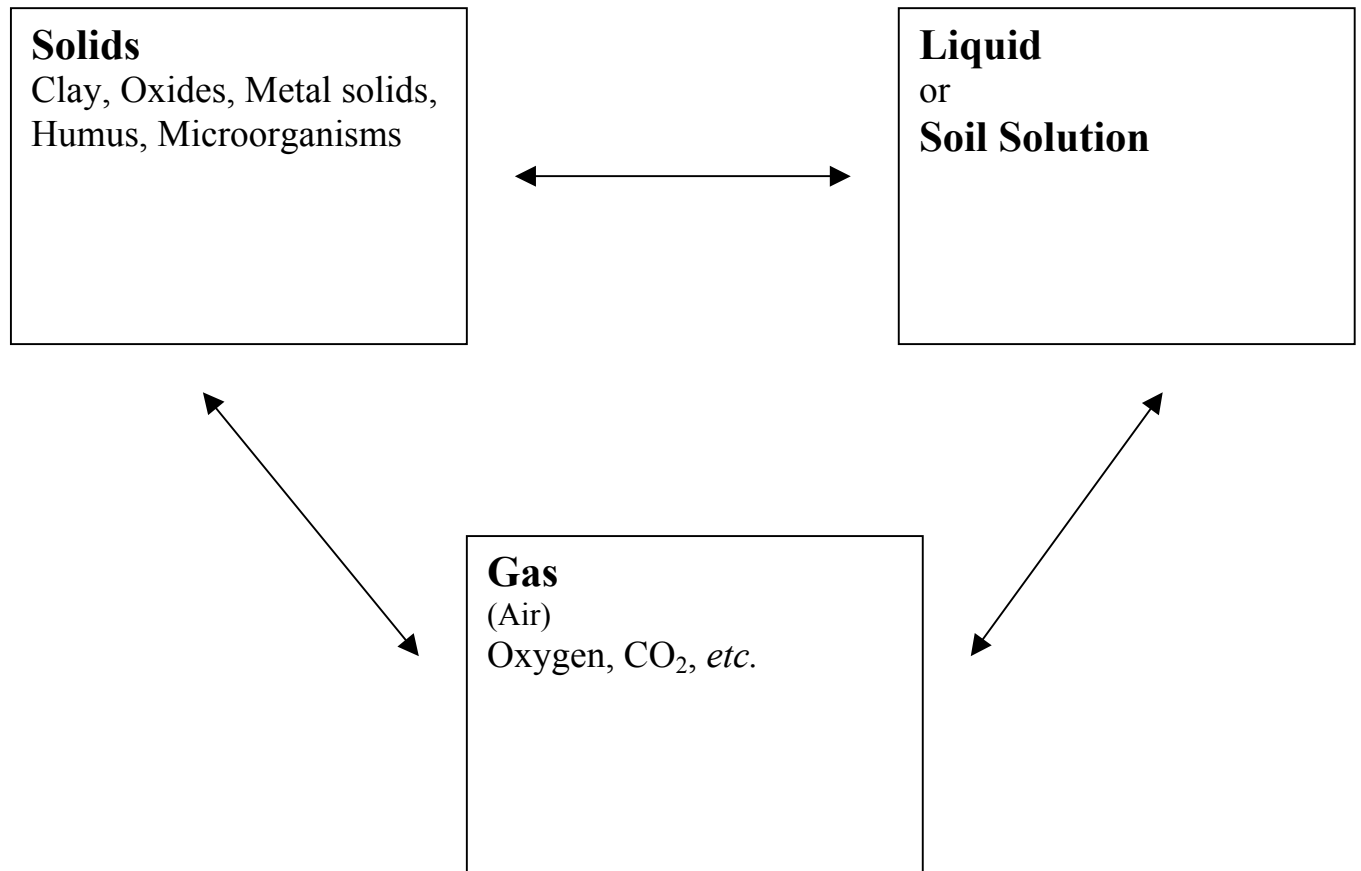 Solids
Clay, Oxides, Metal solids,
Humus, Microorganisms
Liquid
or
Soil Solution
Gas
(Air)
Oxygen, CO₂, etc.